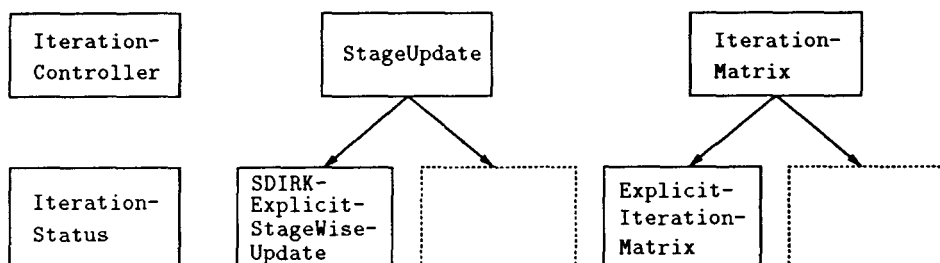 Iteration-
Controller
StageUpdate
Iteration-
Matrix
Iteration-
Status
SDIRK-
Explicit-
StageWise-
Update
Explicit-
Iteration-
Matrix